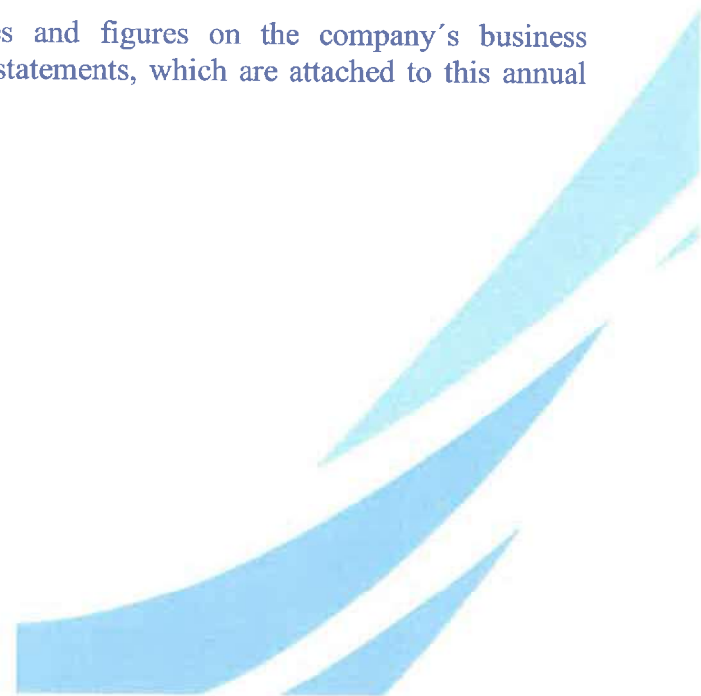 and figures on the company´s business
statements, which are attached to this annual